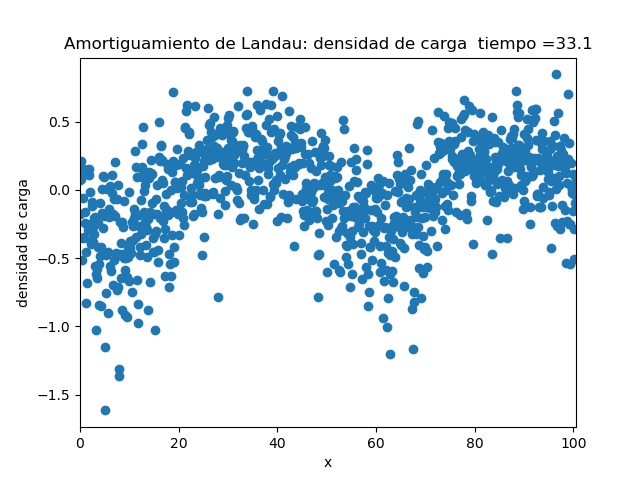 Amortiguamiento de Landau: densidad de carga  tiempo =33.1
densidad de carga
0.5
0.0
−0.5
−1.0
−1.5
0 20 40 60 80 100
x